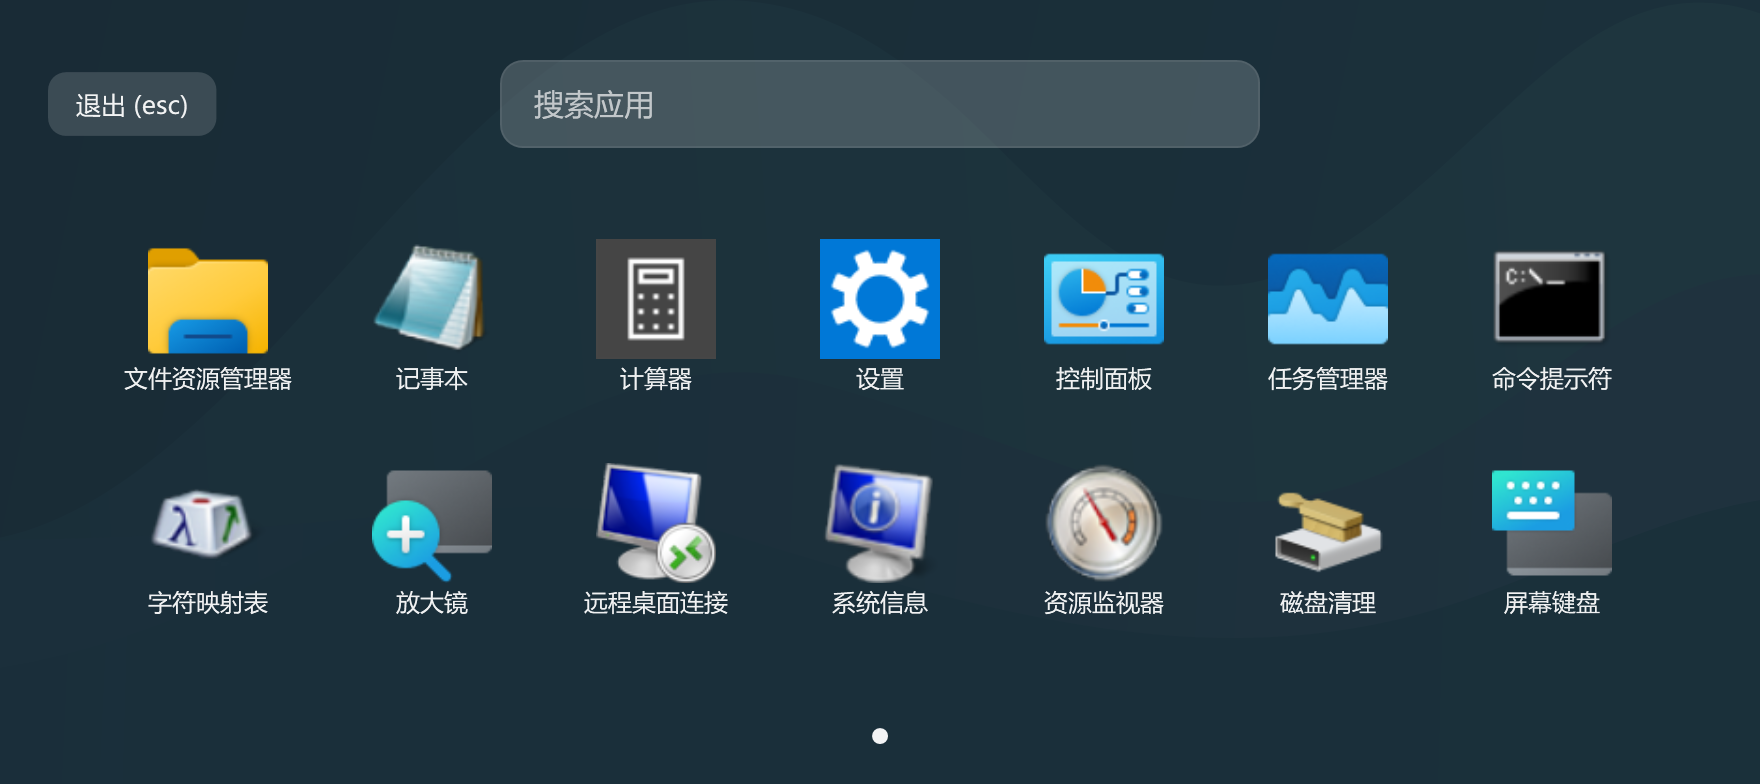 退出 (esc)
搜索应用
文件资源管理器
记事本
计算器
设置
控制面板
任务管理器
C:\_
命令提示符
字符映射表
放大镜
远程桌面连接
系统信息
资源监视器
磁盘清理
屏幕键盘